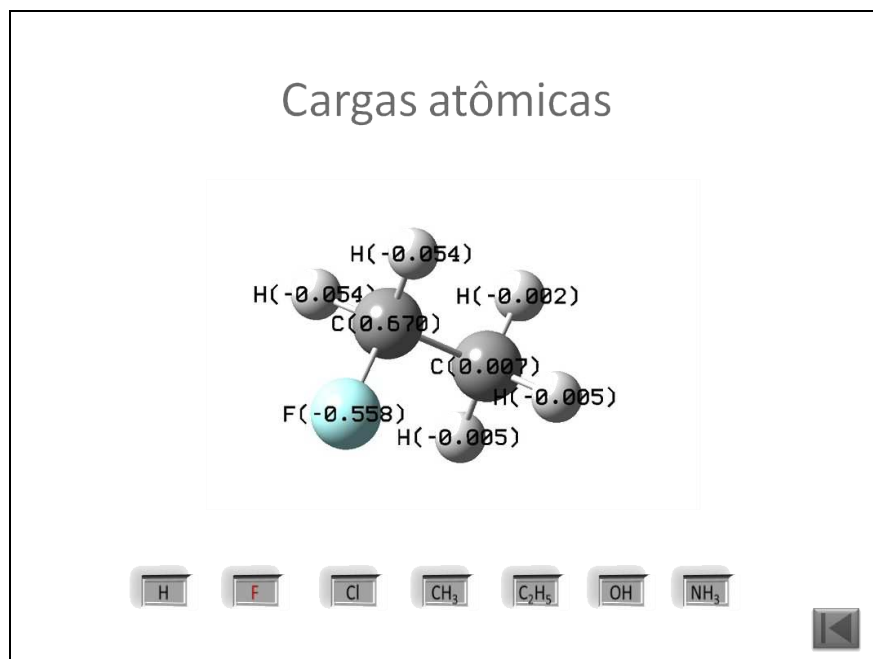 Cargas atômicas
H(-0.054)
H(-0.054)
H(-0.002)
C(0.670)
C(0.007)
H(-0.005)
F(-0.558)
H(-0.005)
H F Cl CH₃ C₂H₅ OH NH₃